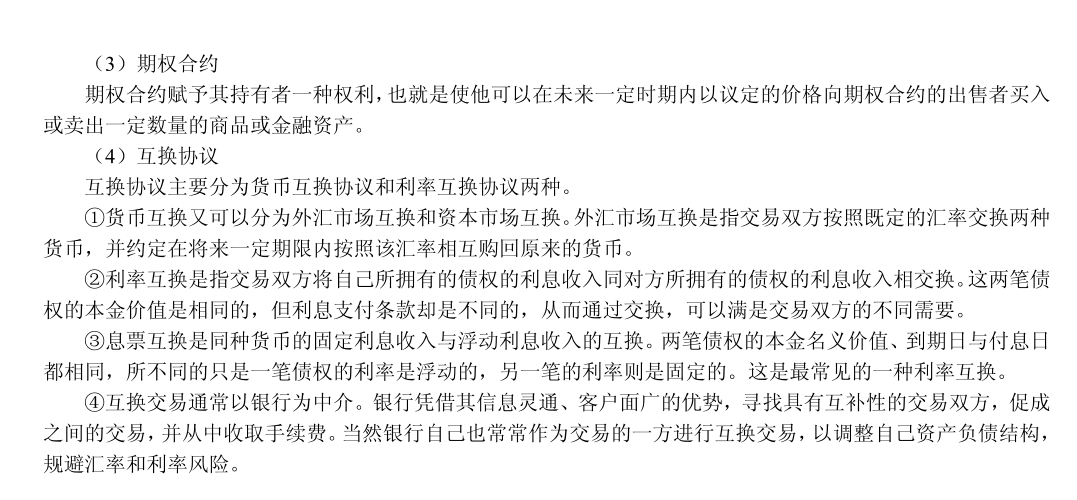 （3）期权合约
期权合约赋予其持有者一种权利，也就是使他可以在未来一定时期内以议定的价格向期权合约的出售者买入
或卖出一定数量的商品或金融资产。
（4）互换协议
互换协议主要分为货币互换协议和利率互换协议两种。
①货币互换又可以分为外汇市场互换和资本市场互换。外汇市场互换是指交易双方按照既定的汇率交换两种
货币，并约定在将来一定期限内按照该汇率相互购回原来的货币。
②利率互换是指交易双方将自己所拥有的债权的利息收入同对方所拥有的债权的利息收入相交换。这两笔债
权的本金价值是相同的，但利息支付条款却是不同的，从而通过交换，可以满是交易双方的不同需要。
③息票互换是同种货币的固定利息收入与浮动利息收入的互换。两笔债权的本金名义价值、到期日与付息日
都相同，所不同的只是一笔债权的利率是浮动的，另一笔的利率则是固定的。这是最常见的一种利率互换。
④互换交易通常以银行为中介。银行凭借其信息灵通、客户面广的优势，寻找具有互补性的交易双方，促成
之间的交易，并从中收取手续费。当然银行自己也常常作为交易的一方进行互换交易，以调整自己资产负债结构，
规避汇率和利率风险。